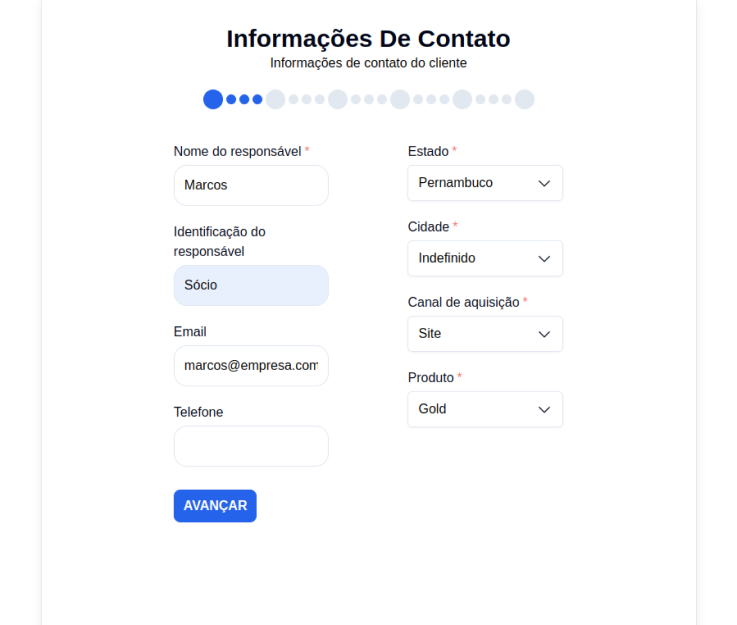 Informações De Contato
Informações de contato do cliente
Nome do responsável *
Marcos
Identificação do
responsável
Sócio
Email
marcos@empresa.com
Telefone
AVANÇAR
Estado *
Pernambuco
Cidade *
Indefinido
Canal de aquisição *
Site
Produto *
Gold